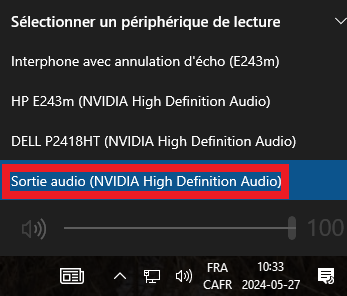 Sélectionner un périphérique de lecture
Interphone avec annulation d'écho (E243m)
HP E243m (NVIDIA High Definition Audio)
DELL P2418HT (NVIDIA High Definition Audio)
Sortie audio (NVIDIA High Definition Audio)
100
FRA 10:33
CAFR 2024-05-27